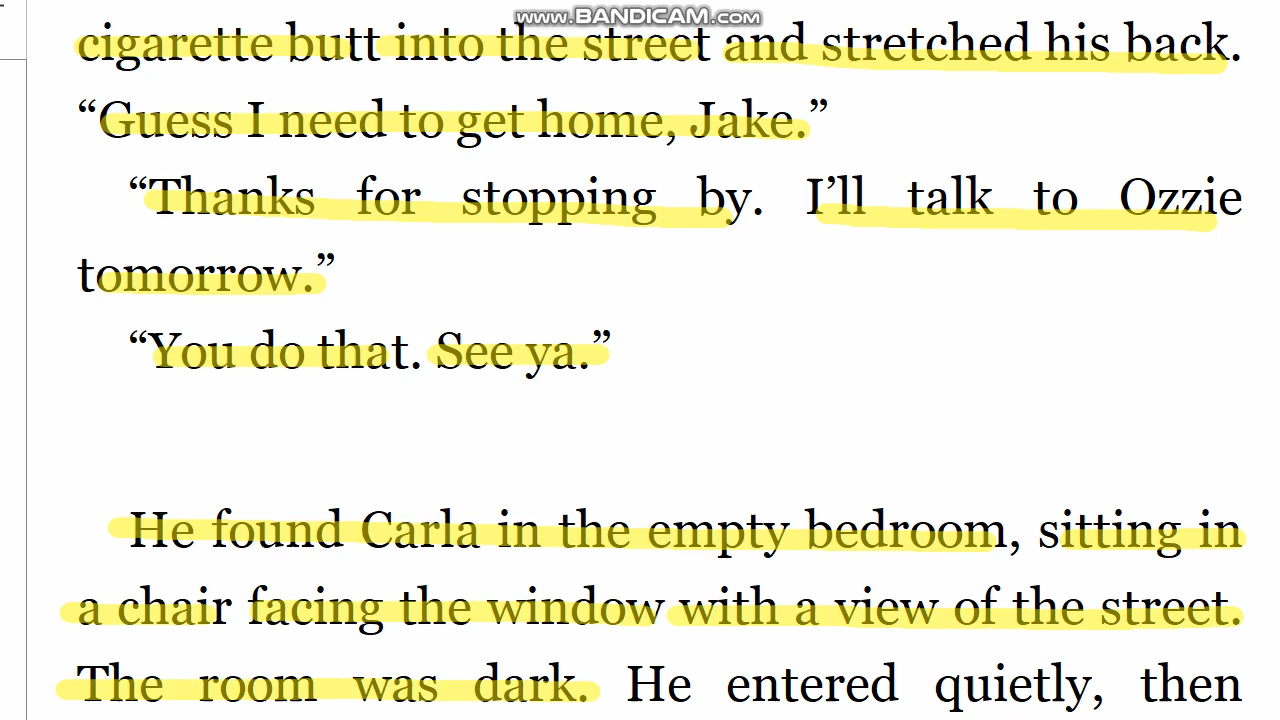 www.BANDICAM.com
cigarette butt into the street and stretched his back.
“Guess I need to get home, Jake.”
“Thanks for stopping by. I’ll talk to Ozzie
tomorrow.”
“You do that. See ya.”
He found Carla in the empty bedroom, sitting in
a chair facing the window with a view of the street.
The room was dark. He entered quietly, then